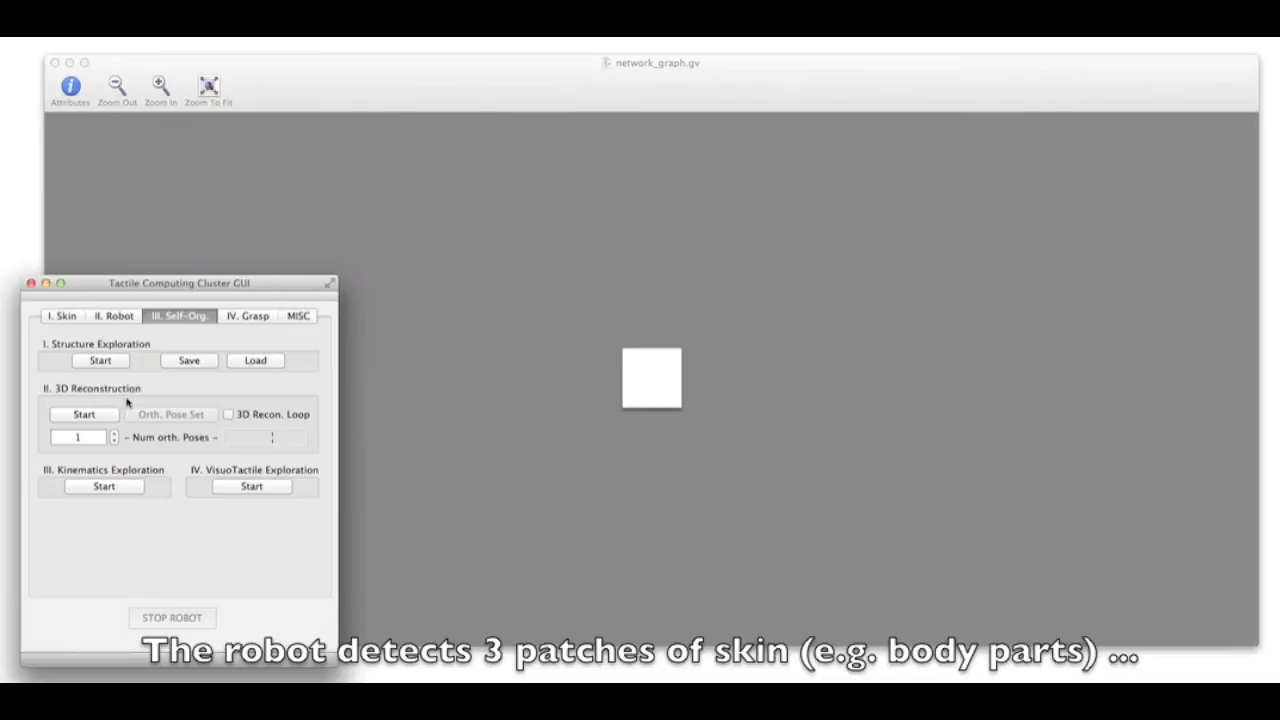 network_graph.gv
Attributes Zoom Out Zoom In Zoom To Fit
Tactile Computing Cluster GUI
I. Skin II. Robot III. Self-Org. IV. Grasp MISC
I. Structure Exploration
Start Save Load
II. 3D Reconstruction
Start Orth. Pose Set 3D Recon. Loop
1 - Num orth. Poses -
III. Kinematics Exploration IV. VisuoTactile Exploration
Start Start
STOP ROBOT
The robot detects 3 patches of skin (e.g. body parts) ...